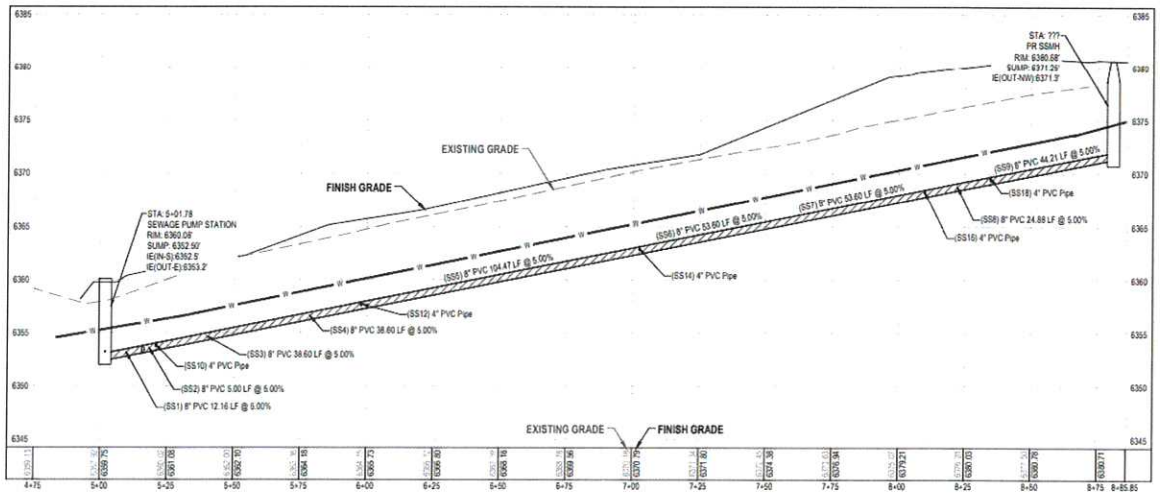 6385
6385
STA: ???
PR SSMH
RIM: 6380.68'
SUMP: 6371.26'
IE(OUT-NW):6371.3'
6380
6380
6375
6375
EXISTING GRADE
6370
6370
FINISH GRADE
(SS9) 8" PVC 44.21 LF @ 5.00%
(SS7) 8" PVC 53.60 LF @ 5.00%
(SS18) 4" PVC Pipe
(SS8) 8" PVC 24.88 LF @ 5.00%
STA: 5+01.78
SEWAGE PUMP STATION
RIM: 6360.06'
SUMP: 6352.50'
IE(IN-S):6352.5'
IE(OUT-E):6353.2'
6365
6365
(SS6) 8" PVC 53.60 LF @ 5.00%
(SS16) 4" PVC Pipe
(SS5) 8" PVC 104.47 LF @ 5.00%
(SS14) 4" PVC Pipe
6360
6360
W W W W W W W W W W W W W W W W W
(SS12) 4" PVC Pipe
6355
6355
(SS4) 8" PVC 38.60 LF @ 5.00%
(SS3) 8" PVC 38.60 LF @ 5.00%
(SS10) 4" PVC Pipe
6350
6350
(SS2) 8" PVC 5.00 LF @ 5.00%
(SS1) 8" PVC 12.16 LF @ 5.00%
EXISTING GRADE
FINISH GRADE
6345
6345
6359.75
6361.08
6362.10
6364.18
6365.73
6366.80
6368.18
6369.96
6370.79
6371.80
6374.38
6376.94
6379.21
6380.03
6380.78
6380.71
4+75 5+00 5+25 5+50 5+75 6+00 6+25 6+50 6+75 7+00 7+25 7+50 7+75 8+00 8+25 8+50 8+75 8+85.85